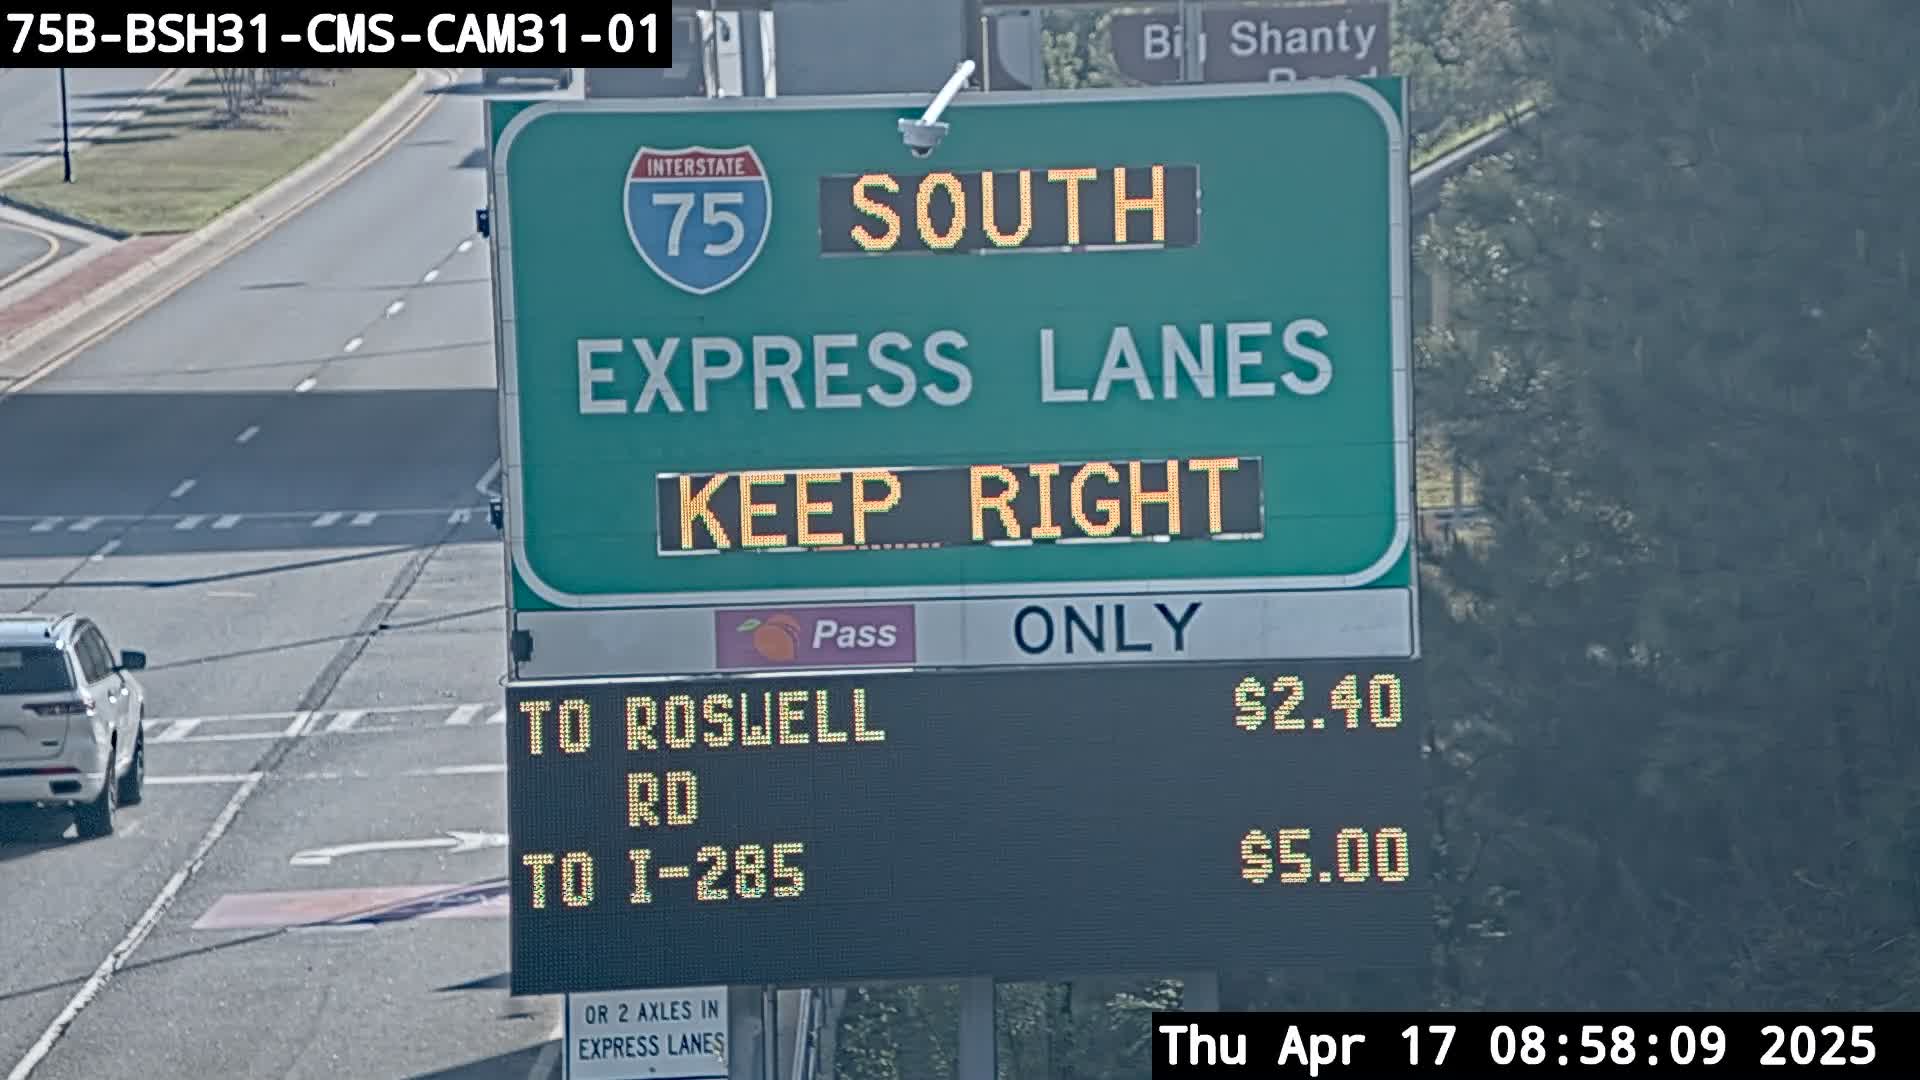 75B-BSH31-CMS-CAM31-01
Big Shanty
INTERSTATE
75
SOUTH
EXPRESS LANES
KEEP RIGHT
Pass ONLY
TO ROSWELL $2.40
RD
TO I-285 $5.00
OR 2 AXLES IN
EXPRESS LANES
Thu Apr 17 08:58:09 2025